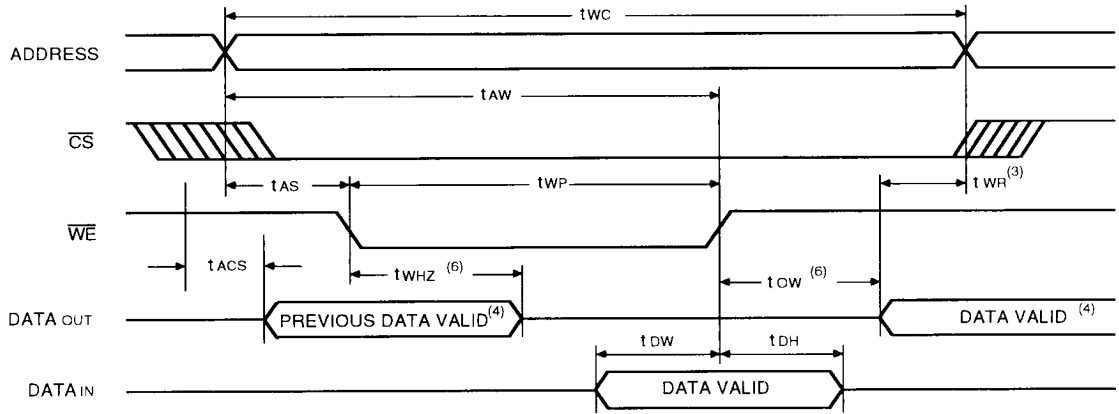 tWC
ADDRESS
tAW
CS
tAS
tWP
tWR(3)
WE
tACS
tWHZ (6)
tOW (6)
DATA OUT
PREVIOUS DATA VALID(4)
DATA VALID (4)
tDW
tDH
DATA IN
DATA VALID